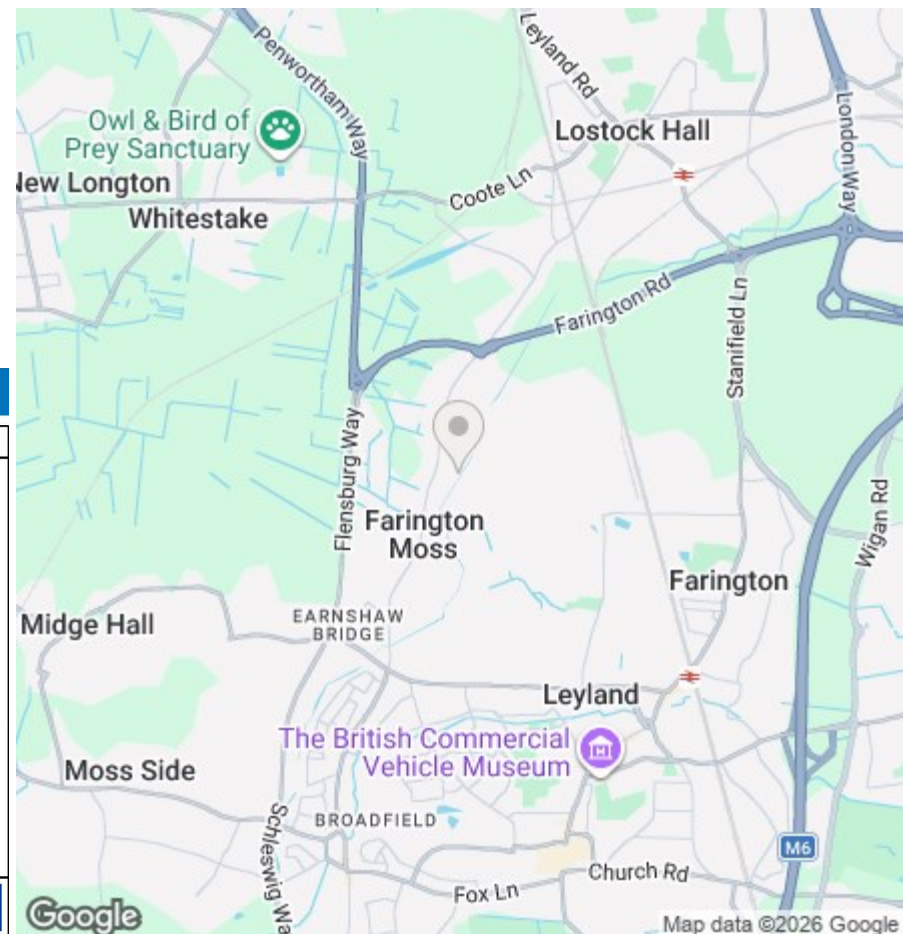 Penwortham Way
Leyland Rd
London Way
Owl & Bird of
Prey Sanctuary
Lostock Hall
New Longton
Coote Ln
Whitestake
Farington Rd
Stanifield Ln
Flensburg Way
Farington
Moss
Wigan Rd
Farington
EARNSHAW
BRIDGE
Midge Hall
Leyland
The British Commercial
Vehicle Museum
Moss Side
BROADFIELD
Schleswig Wa
M6
Church Rd
Fox Ln
Google
Map data ©2026 Google